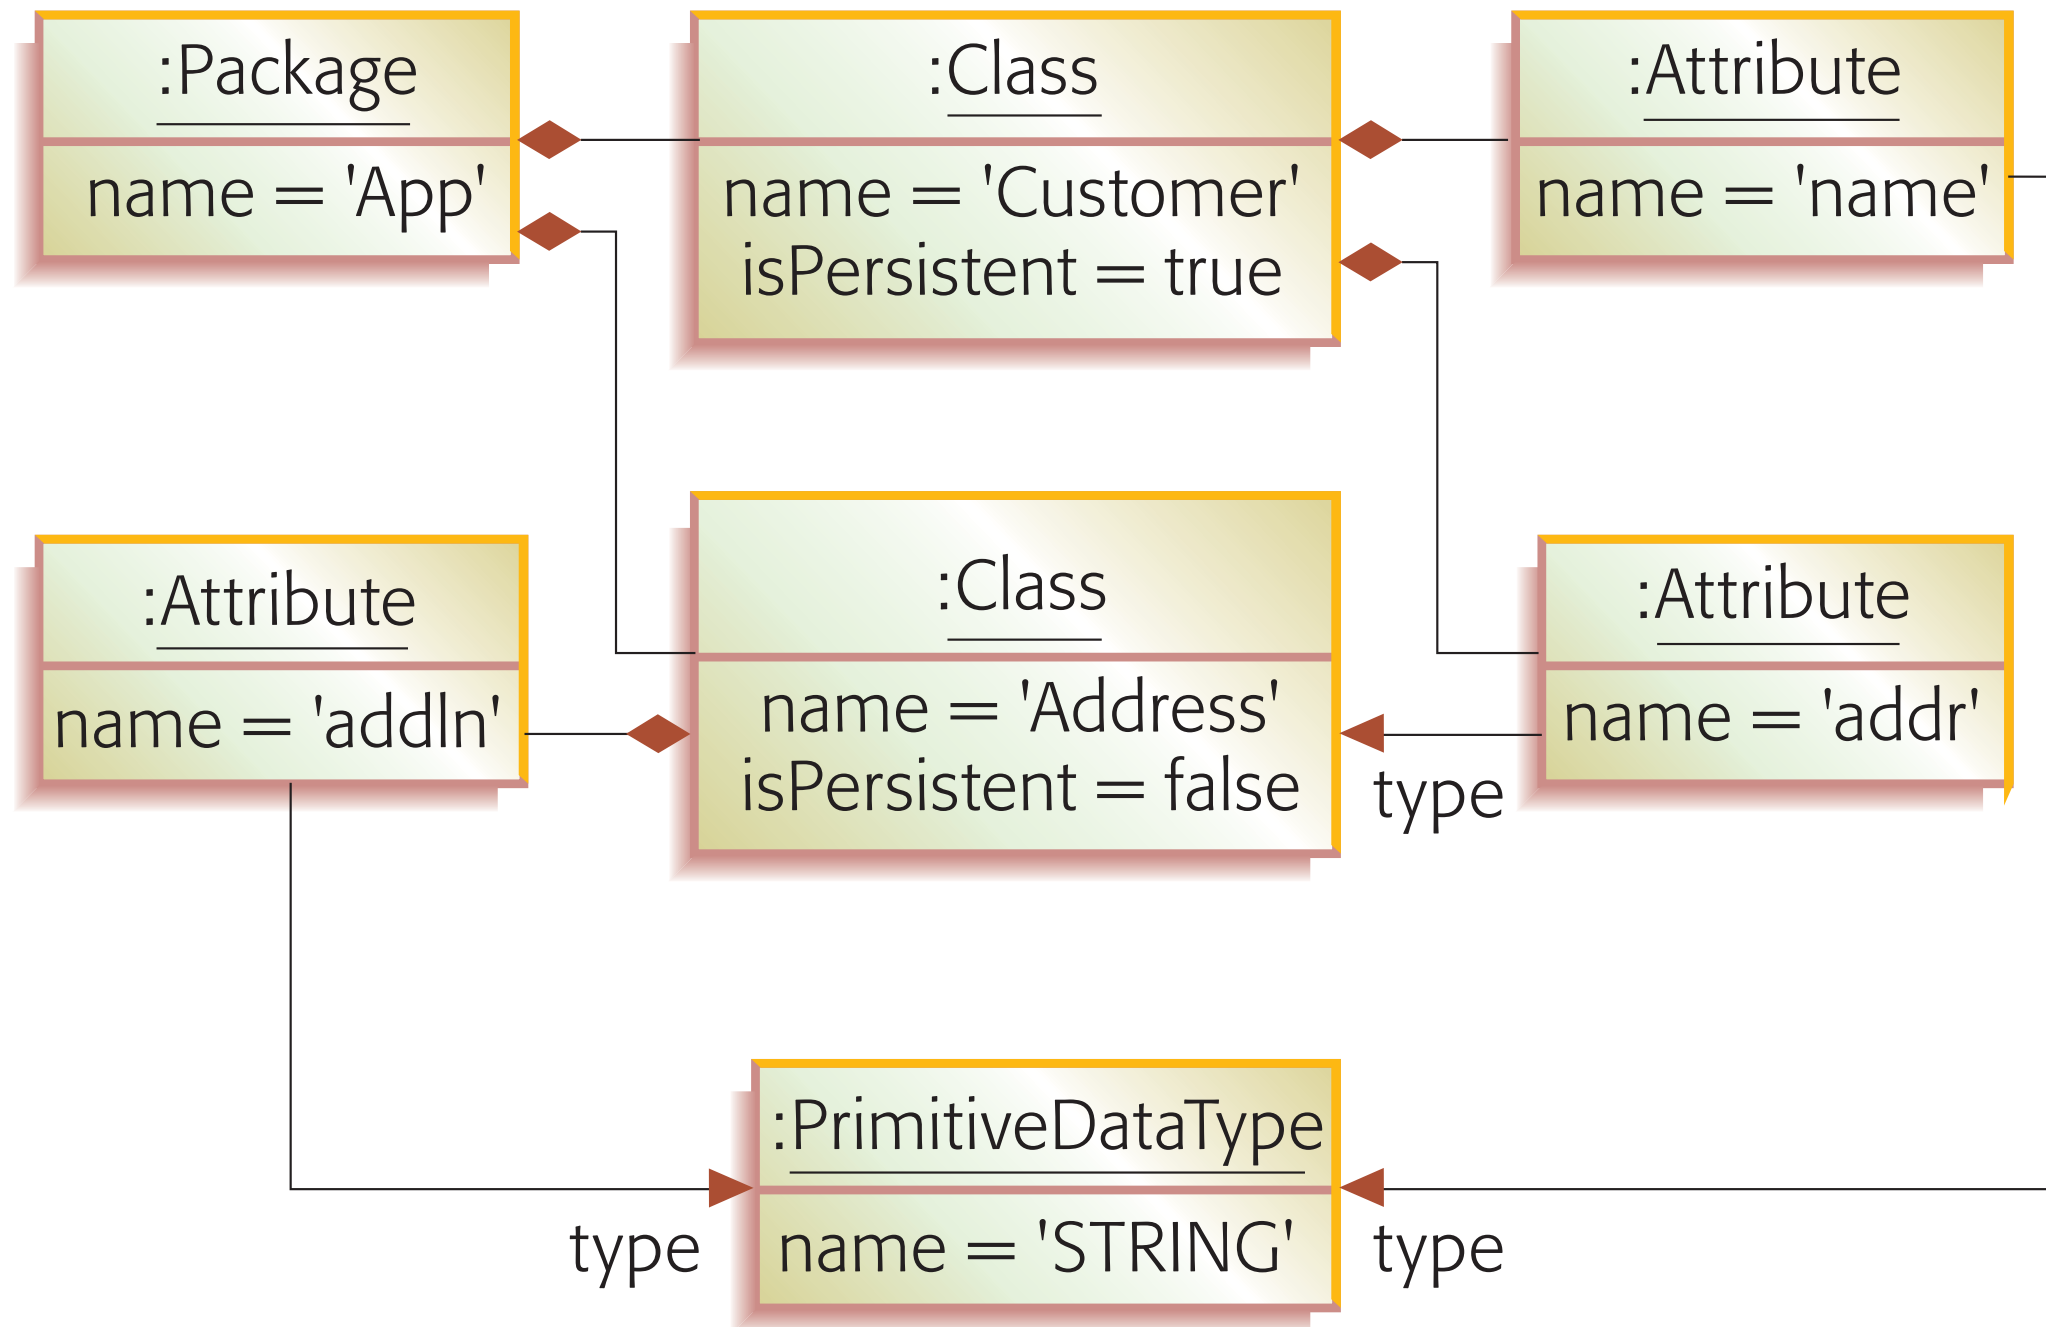 :Package
name = 'App'
:Class
name = 'Customer'
isPersistent = true
:Attribute
name = 'name'
:Attribute
name = 'addln'
:Class
name = 'Address'
isPersistent = false
:Attribute
name = 'addr'
type
:PrimitiveDataType
name = 'STRING'
type
type